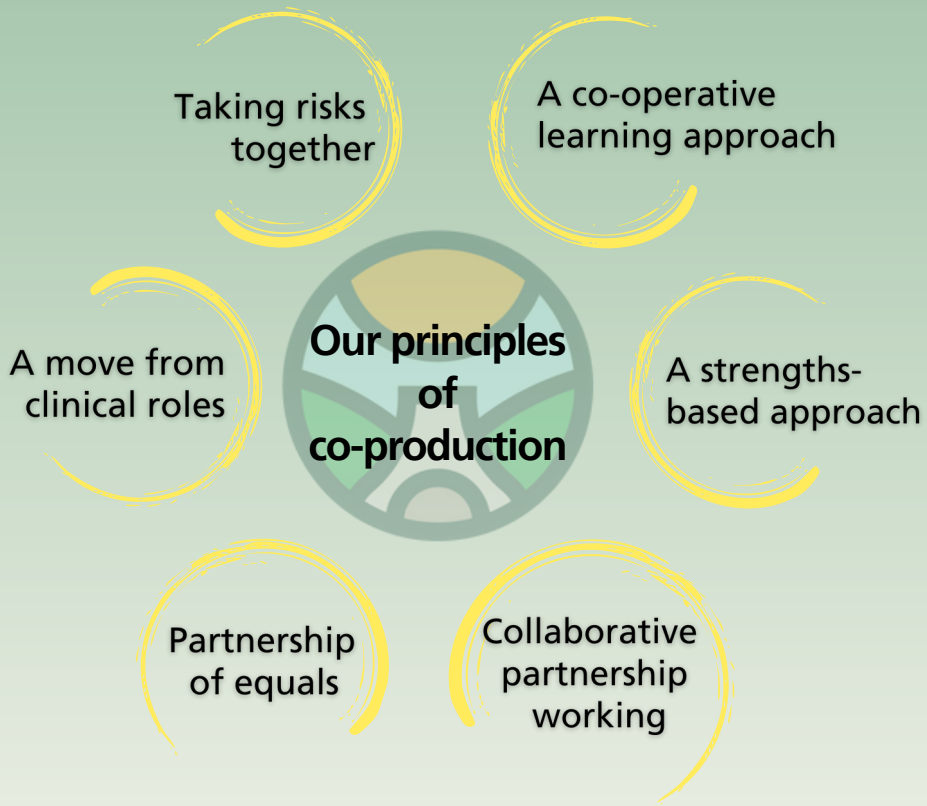 Taking risks
together
A co-operative
learning approach
A move from
clinical roles
Our principles
of
co-production
A strengths-
based approach
Partnership
of equals
Collaborative
partnership
working